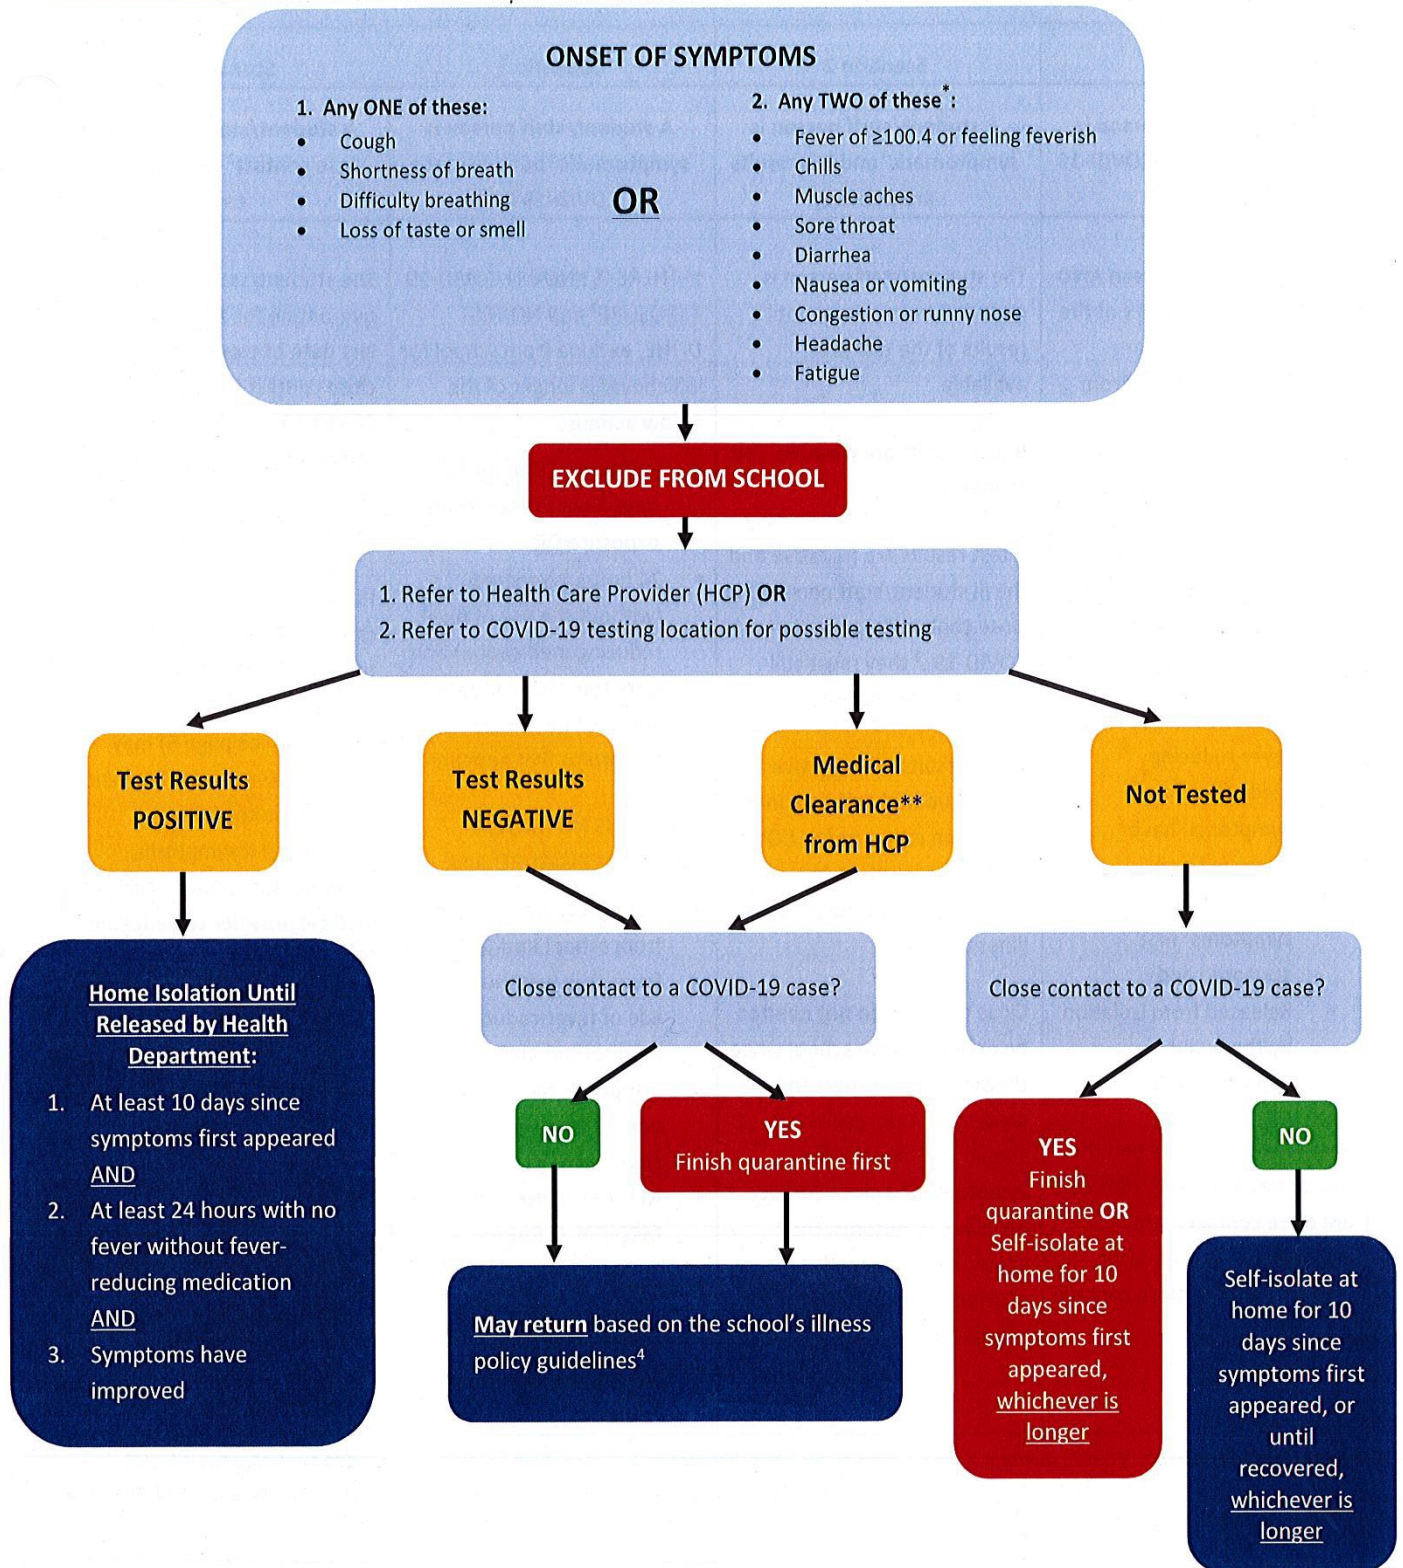 ONSET OF SYMPTOMS
1. Any ONE of these:
• Cough
• Shortness of breath
• Difficulty breathing
• Loss of taste or smell
OR
2. Any TWO of these*:
• Fever of ≥100.4 or feeling feverish
• Chills
• Muscle aches
• Sore throat
• Diarrhea
• Nausea or vomiting
• Congestion or runny nose
• Headache
• Fatigue
EXCLUDE FROM SCHOOL
1. Refer to Health Care Provider (HCP) OR
2. Refer to COVID-19 testing location for possible testing
Test Results
POSITIVE
Test Results
NEGATIVE
Medical
Clearance**
from HCP
Not Tested
Home Isolation Until
Released by Health
Department:
1. At least 10 days since
symptoms first appeared
AND
2. At least 24 hours with no
fever without fever-
reducing medication
AND
3. Symptoms have
improved
Close contact to a COVID-19 case?
NO
YES
Finish quarantine first
May return based on the school's illness
policy guidelines4
Close contact to a COVID-19 case?
YES
Finish
quarantine OR
Self-isolate at
home for 10
days since
symptoms first
appeared,
whichever is
longer
NO
Self-isolate at
home for 10
days since
symptoms first
appeared, or
until
recovered,
whichever is
longer